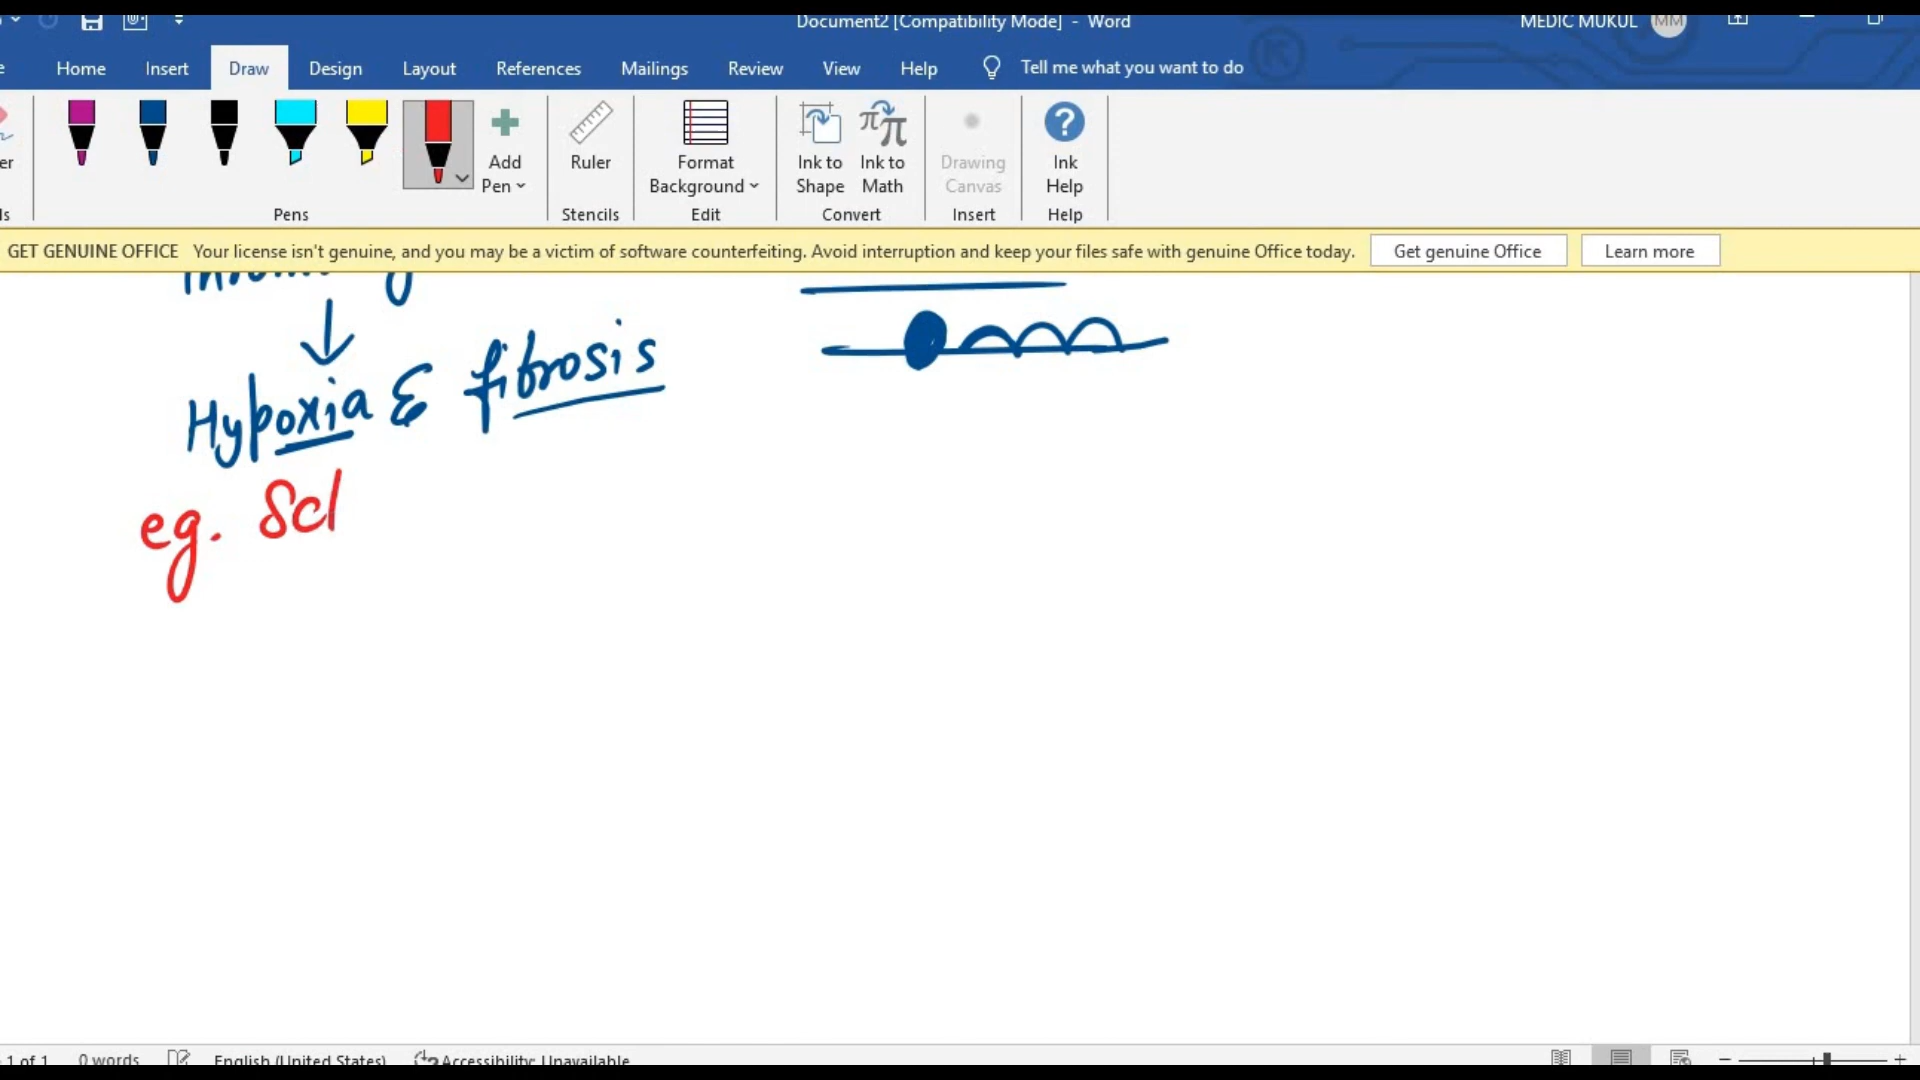 Document2 [Compatibility Mode] - Word
MEDIC MUKUL MM
Home Insert Draw Design Layout References Mailings Review View Help Tell me what you want to do
er
Add Pen
Ruler
Format Background
Ink to Shape
Ink to Math
Drawing Canvas
Ink Help
ls Pens Stencils Edit Convert Insert Help
GET GENUINE OFFICE Your license isn't genuine, and you may be a victim of software counterfeiting. Avoid interruption and keep your files safe with genuine Office today. Get genuine Office Learn more
Hypoxia & fibrosis
eg. Scl
1 of 1 0 words English (United States) Accessibility: Unavailable